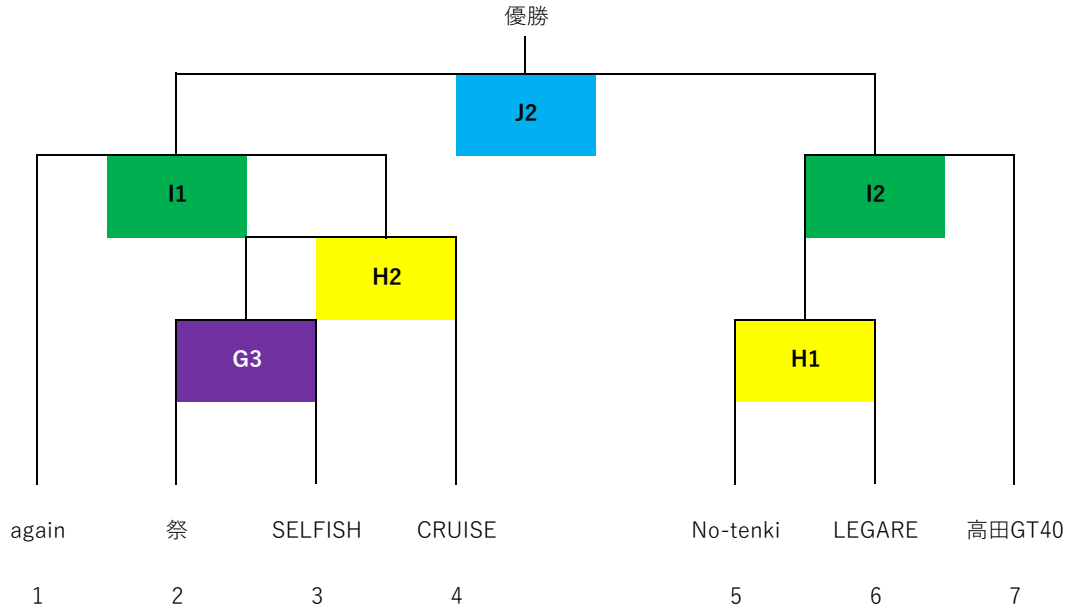 優勝
J2
I1
I2
H2
G3
H1
again 祭 SELFISH CRUISE No-tenki LEGARE 高田GT40
1 2 3 4 5 6 7